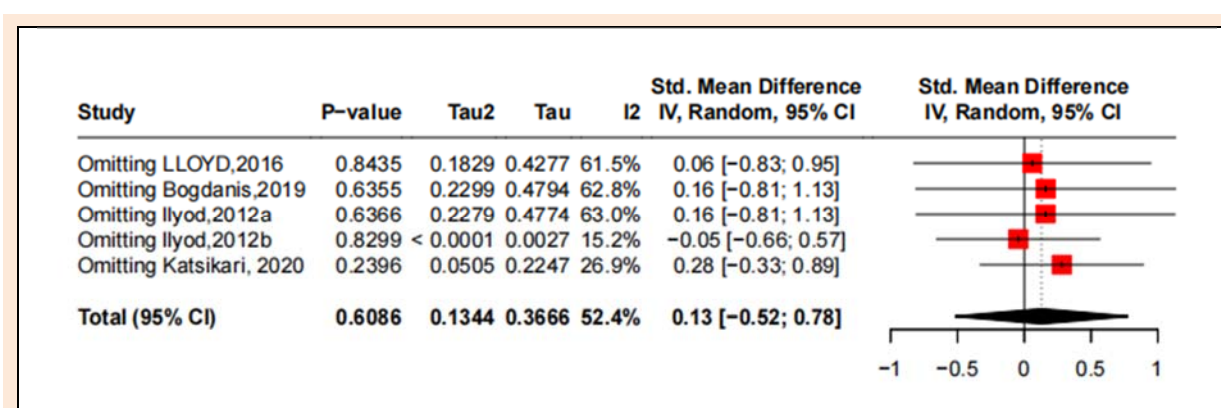 Std. Mean Difference Std. Mean Difference
Study P−value Tau2 Tau I2 IV, Random, 95% CI IV, Random, 95% CI
Omitting LLOYD,2016 0.8435 0.1829 0.4277 61.5% 0.06 [−0.83; 0.95]
Omitting Bogdanis,2019 0.6355 0.2299 0.4794 62.8% 0.16 [−0.81; 1.13]
Omitting llyod,2012a 0.6366 0.2279 0.4774 63.0% 0.16 [−0.81; 1.13]
Omitting llyod,2012b 0.8299 < 0.0001 0.0027 15.2% −0.05 [−0.66; 0.57]
Omitting Katsikari, 2020 0.2396 0.0505 0.2247 26.9% 0.28 [−0.33; 0.89]
Total (95% CI) 0.6086 0.1344 0.3666 52.4% 0.13 [−0.52; 0.78]
−1 −0.5 0 0.5 1